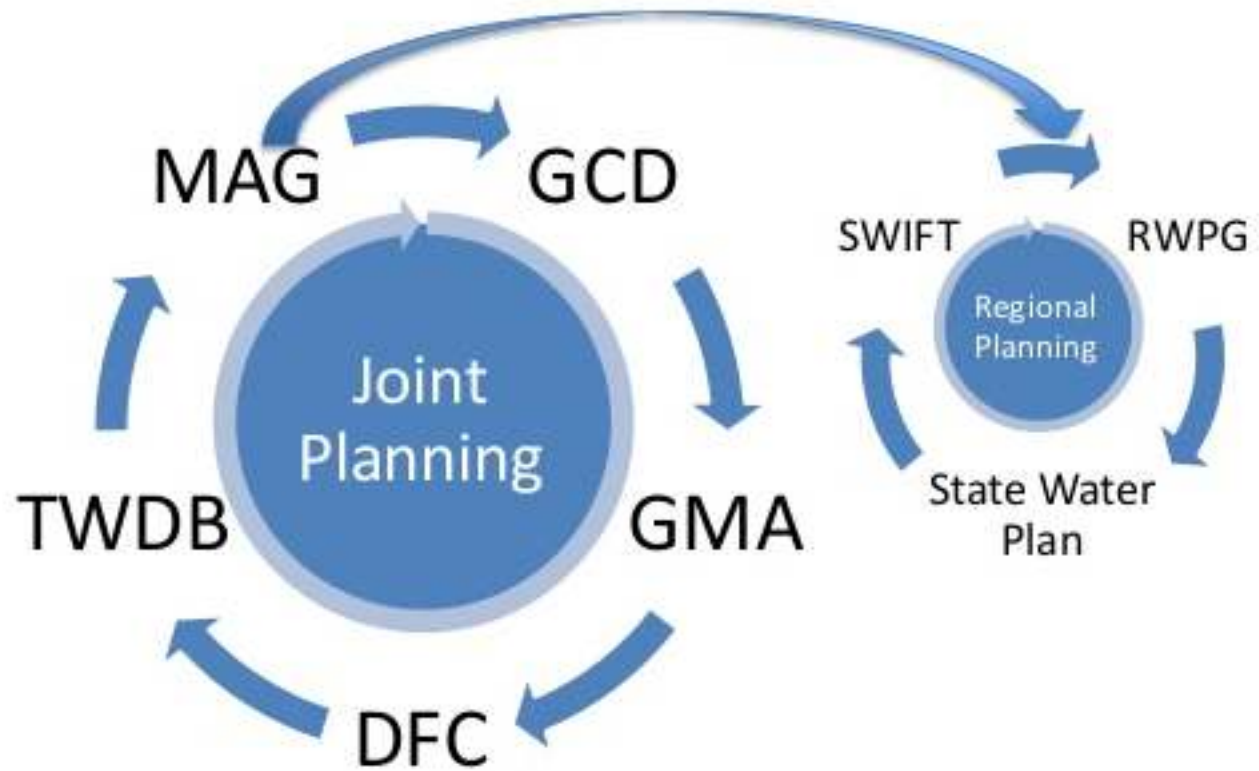 MAG
GCD
GMA
DFC
TWDB
Joint
Planning
SWIFT
RWPG
State Water
Plan
Regional
Planning